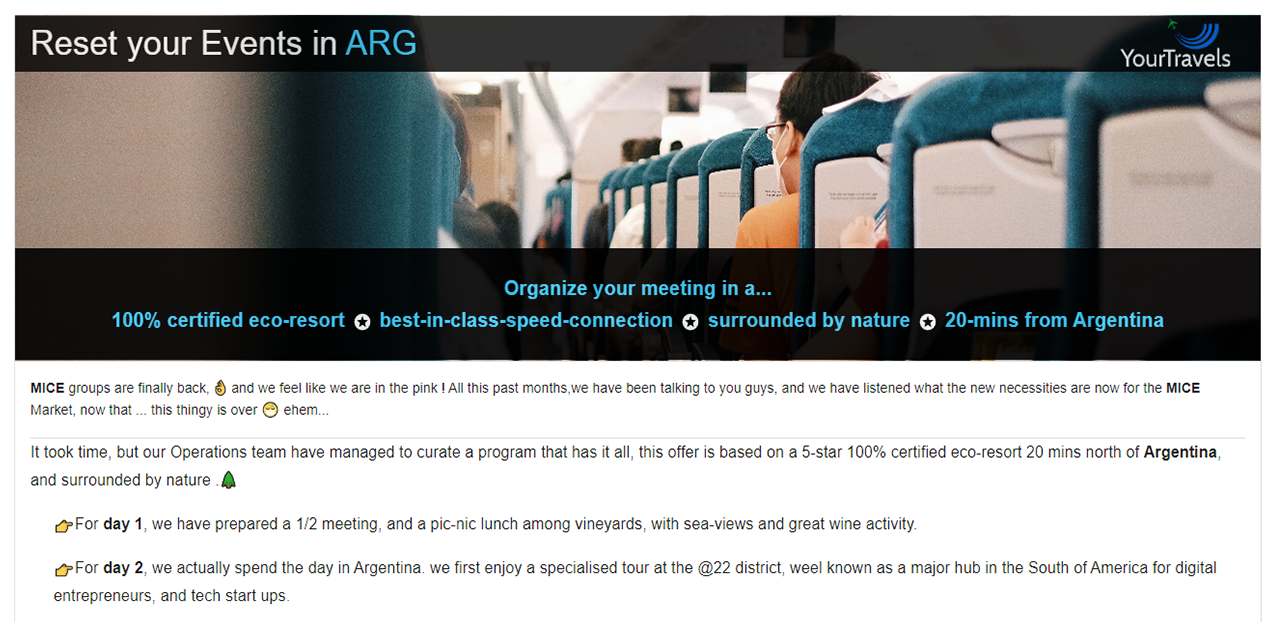 Reset your Events in ARG
YourTravels
Organize your meeting in a...
100% certified eco-resort ✪ best-in-class-speed-connection ✪ surrounded by nature ✪ 20-mins from Argentina
MICE groups are finally back, 👌 and we feel like we are in the pink ! All this past months,we have been talking to you guys, and we have listened what the new necessities are now for the MICE
Market, now that ... this thingy is over 😷 ehem...
It took time, but our Operations team have managed to curate a program that has it all, this offer is based on a 5-star 100% certified eco-resort 20 mins north of Argentina,
and surrounded by nature .🌲
👉For day 1, we have prepared a 1/2 meeting, and a pic-nic lunch among vineyards, with sea-views and great wine activity.
👉For day 2, we actually spend the day in Argentina. we first enjoy a specialised tour at the @22 district, weel known as a major hub in the South of America for digital
entrepreneurs, and tech start ups.